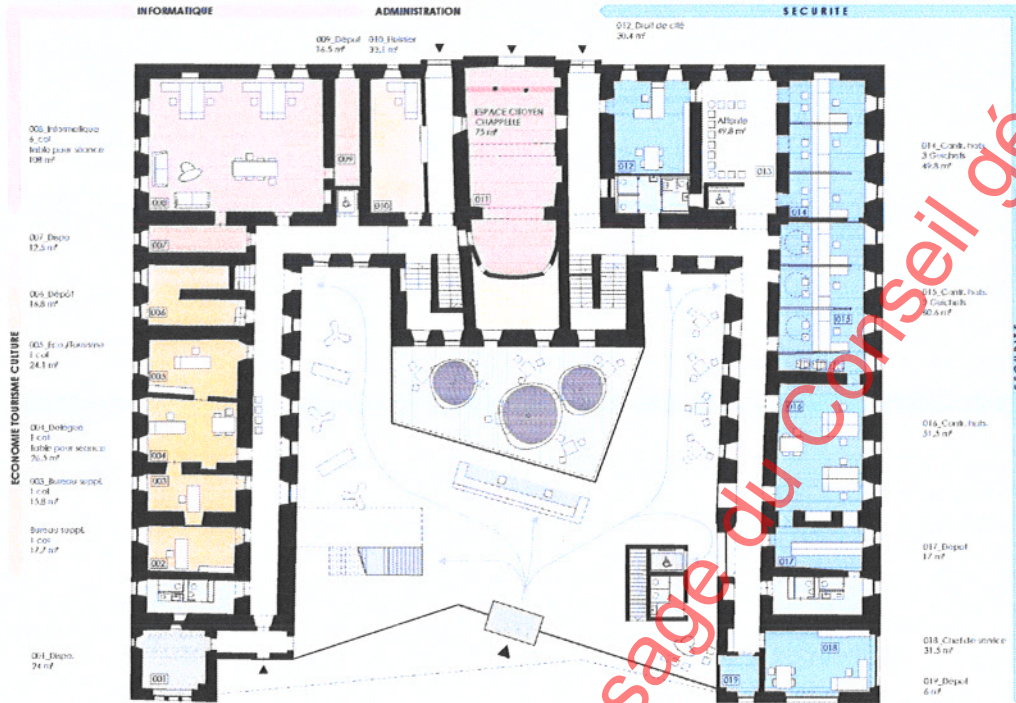 INFORMATIQUE
ADMINISTRATION
SECURITE
009_Dépôt
16.5 m²
010_Huissier
33.1 m²
012_Droit de cité
30.4 m²
008_Informatique
6_col
table pour séance
108 m²
007_Dispo
12.5 m²
006_Dépôt
16.8 m²
005_Eco/Tourisme
1 col
24.1 m²
004_Délégué
1 col
table pour séance
26.5 m²
003_Bureau suppl.
1 col
15.8 m²
Bureau suppl.
1 col
17.7 m²
001_Dispo.
24 m²
ECONOMIE TOURISME CULTURE
ESPACE CITOYEN
CHAPPELLE
75 m²
Attente
49.8 m²
008
009
010
011
012
013
014
007
006
015
005
004
016
003
002
017
001
019
018
014_Contr. hab.
3 Guichets
49.8 m²
015_Contr. hab.
3 Guichets
60.6 m²
016_Contr. hab.
51.5 m²
017_Dépôt
17 m²
018_Chef de service
31.5 m²
019_Dépôt
6 m²
SECURITE
sage du Conseil gé